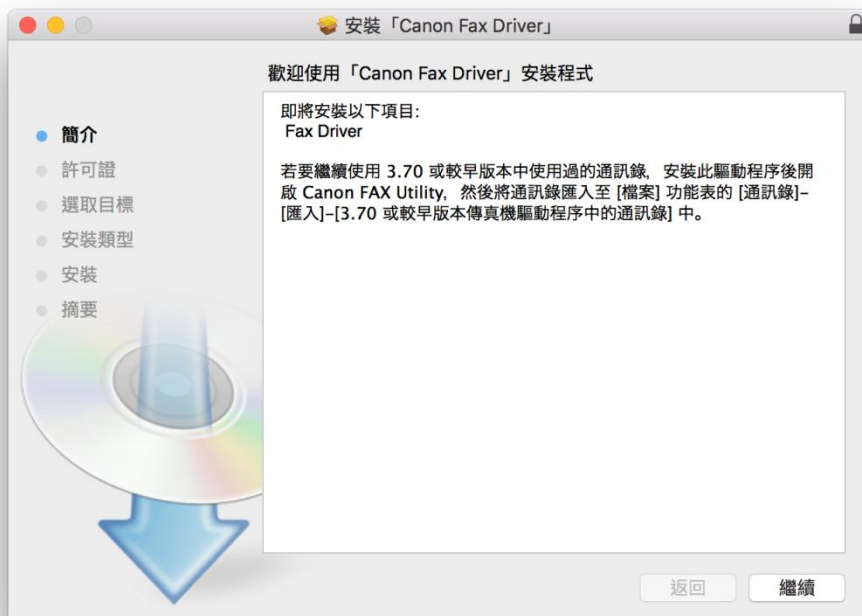 安裝「Canon Fax Driver」
歡迎使用「Canon Fax Driver」安裝程式
簡介
許可證
選取目標
安裝類型
安裝
摘要
即將安裝以下項目:
Fax Driver
若要繼續使用 3.70 或較早版本中使用過的通訊錄，安裝此驅動程序後開
啟 Canon FAX Utility，然後將通訊錄匯入至 [檔案] 功能表的 [通訊錄]–
[匯入]–[3.70 或較早版本傳真機驅動程序中的通訊錄] 中。
返回
繼續